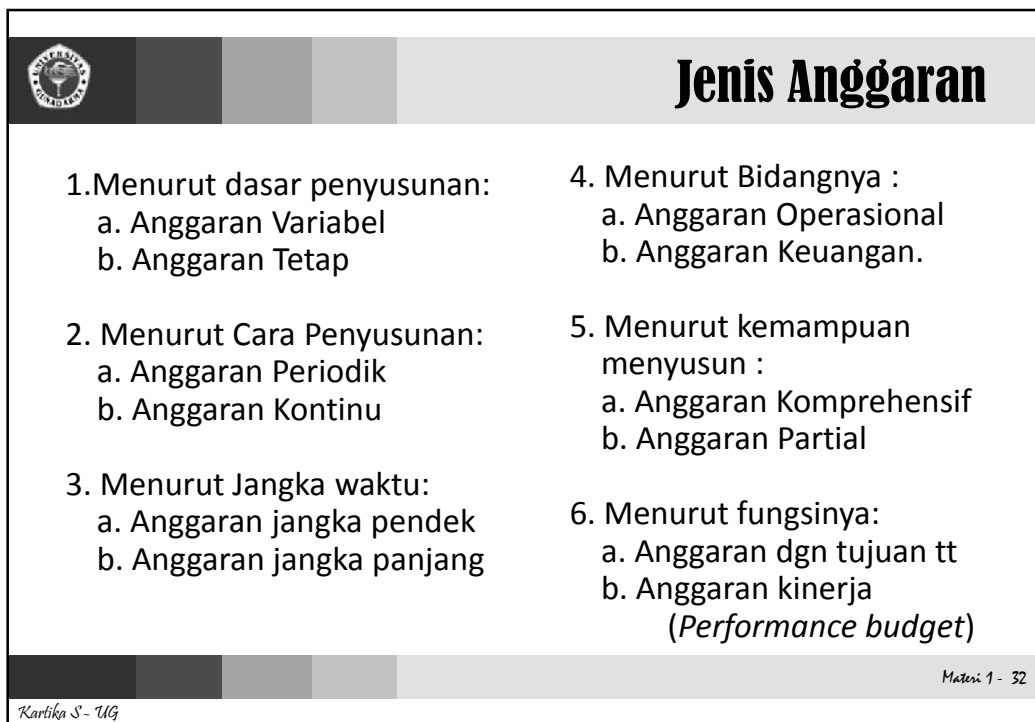 UNIVERSITAS
GUNADARMA
Jenis Anggaran
1.Menurut dasar penyusunan:
a. Anggaran Variabel
b. Anggaran Tetap
2. Menurut Cara Penyusunan:
a. Anggaran Periodik
b. Anggaran Kontinu
3. Menurut Jangka waktu:
a. Anggaran jangka pendek
b. Anggaran jangka panjang
4. Menurut Bidangnya :
a. Anggaran Operasional
b. Anggaran Keuangan.
5. Menurut kemampuan
menyusun :
a. Anggaran Komprehensif
b. Anggaran Partial
6. Menurut fungsinya:
a. Anggaran dgn tujuan tt
b. Anggaran kinerja
(Performance budget)
Materi 1 - 32
Kartika S - UG